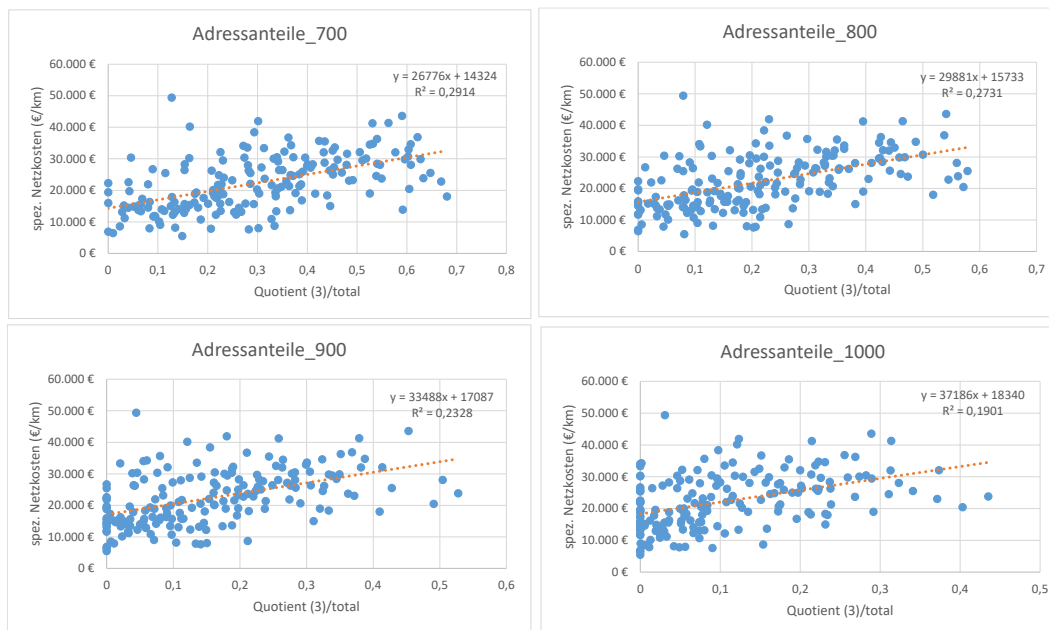 Adressanteile_700
spez. Netzkosten (€/km)
60.000 €
50.000 €
40.000 €
30.000 €
20.000 €
10.000 €
0 €
y = 26776x + 14324
R² = 0,2914
0 0,1 0,2 0,3 0,4 0,5 0,6 0,7 0,8
Quotient (3)/total
Adressanteile_800
spez. Netzkosten (€/km)
60.000 €
50.000 €
40.000 €
30.000 €
20.000 €
10.000 €
0 €
y = 29881x + 15733
R² = 0,2731
0 0,1 0,2 0,3 0,4 0,5 0,6 0,7
Quotient (3)/total
Adressanteile_900
spez. Netzkosten (€/km)
60.000 €
50.000 €
40.000 €
30.000 €
20.000 €
10.000 €
0 €
y = 33488x + 17087
R² = 0,2328
0 0,1 0,2 0,3 0,4 0,5 0,6
Quotient (3)/total
Adressanteile_1000
spez. Netzkosten (€/km)
60.000 €
50.000 €
40.000 €
30.000 €
20.000 €
10.000 €
0 €
y = 37186x + 18340
R² = 0,1901
0 0,1 0,2 0,3 0,4 0,5
Quotient (3)/total